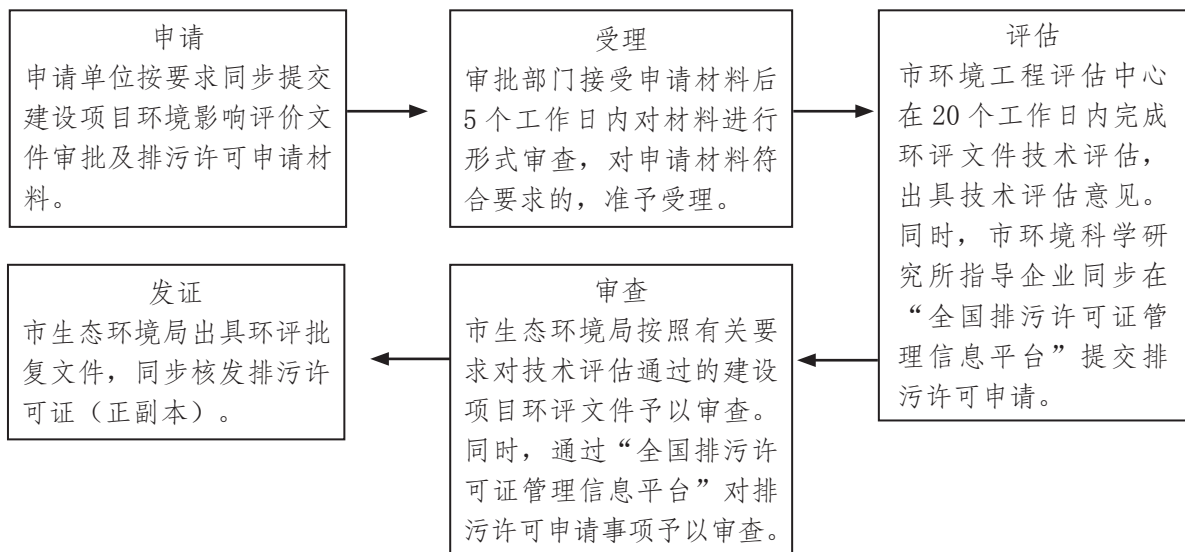 申请
申请单位按要求同步提交
建设项目环境影响评价文
件审批及排污许可申请材
料。
受理
审批部门接受申请材料后
5个工作日内对材料进行
形式审查，对申请材料符
合要求的，准予受理。
评估
市环境工程评估中心
在20个工作日内完成
环评文件技术评估，
出具技术评估意见。
同时，市环境科学研
究所指导企业同步在
“全国排污许可证管
理信息平台”提交排
污许可申请。
审查
市生态环境局按照有关要
求对技术评估通过的建设
项目环评文件予以审查。
同时，通过“全国排污许
可证管理信息平台”对排
污许可申请事项予以审查。
发证
市生态环境局出具环评批
复文件，同步核发排污许
可证（正副本）。